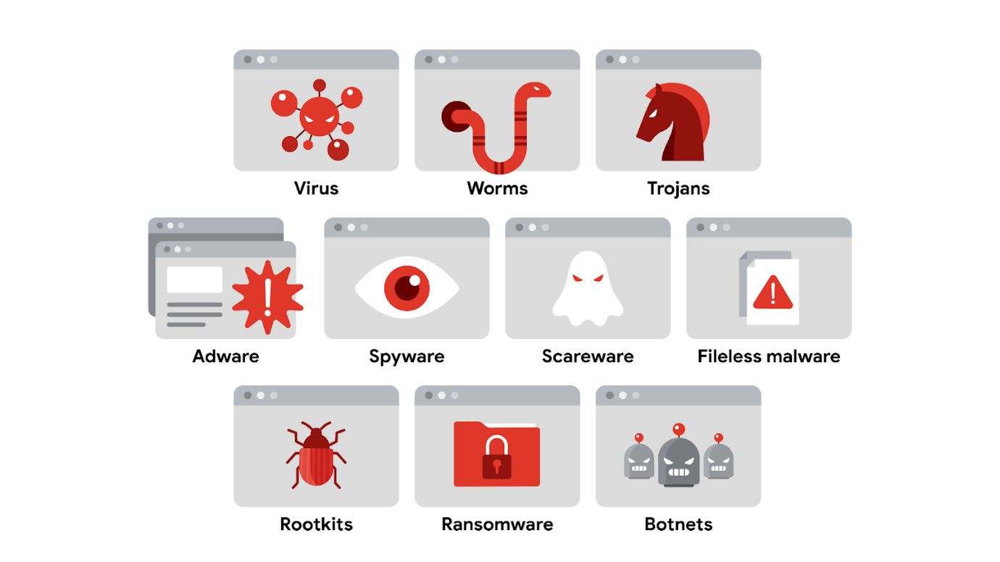 Virus
Worms
Trojans
Adware
Spyware
Scareware
Fileless malware
Rootkits
Ransomware
Botnets